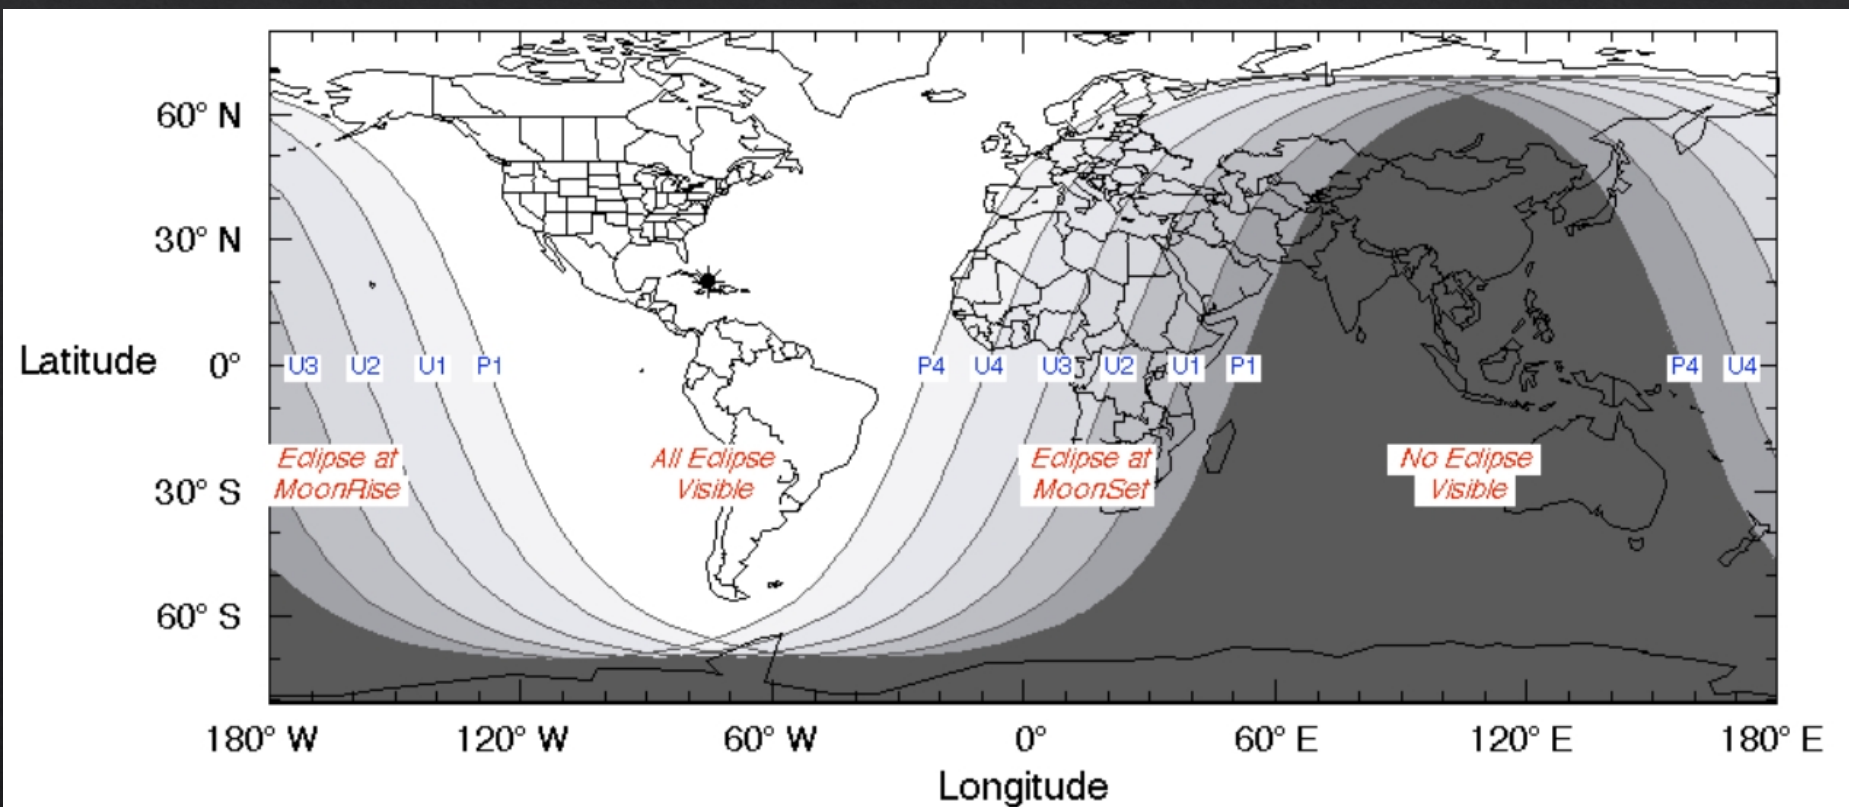 60° N
30° N
Latitude
0°
U3 U2 U1 P1 P4 U4 U3 U2 U1 P1 P4 U4
Eclipse at
MoonRise
All Eclipse
Visible
Eclipse at
MoonSet
No Eclipse
Visible
30° S
60° S
180° W 120° W 60° W 0° 60° E 120° E 180° E
Longitude